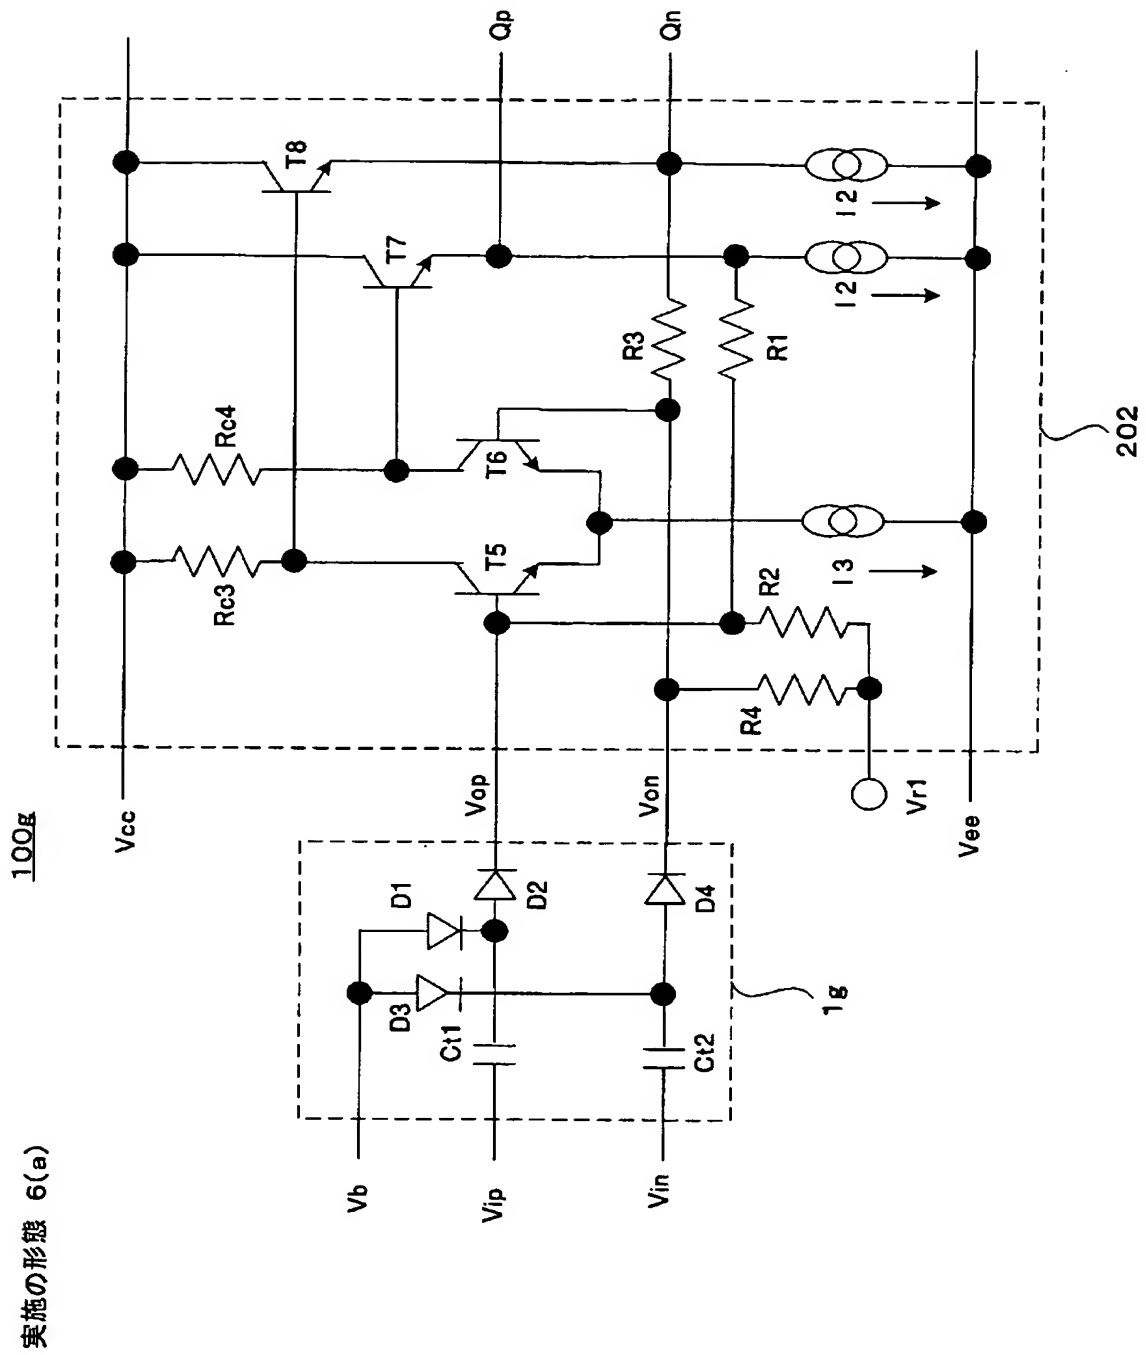 実施の形態 6(a)
100g
Vcc
Rc3
Rc4
T8
T7
Qp
Qn
T5
T6
R3
R1
I2
I2
I3
R2
R4
Vr1
Vee
202
Vop
Von
D1
D2
D3
D4
Ct1
Ct2
1g
Vb
Vip
Vin